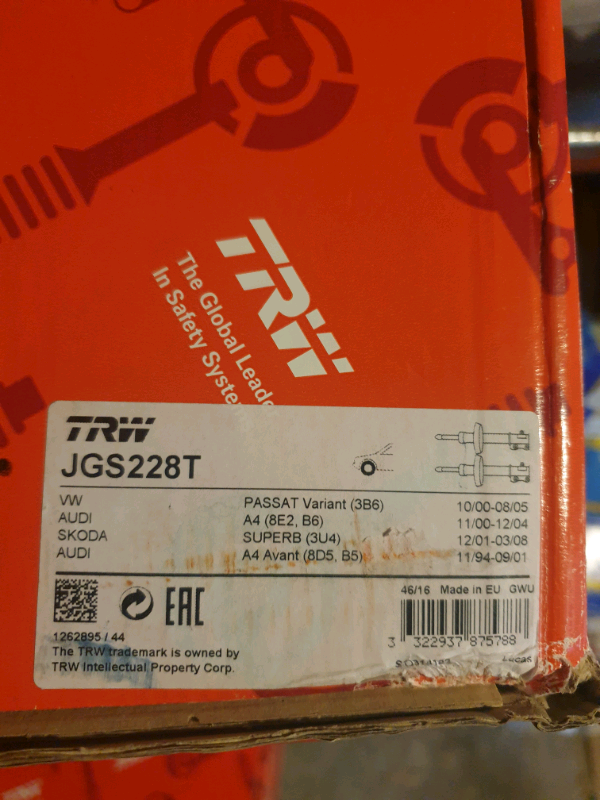 TRW
The Global Leade
In Safety Syste
TRW
JGS228T
VW PASSAT Variant (3B6) 10/00-08/05
AUDI A4 (8E2, B6) 11/00-12/04
SKODA SUPERB (3U4) 12/01-03/08
AUDI A4 Avant (8D5, B5) 11/94-09/01
46/16 Made in EU GWU
EAC
3 322937 875788
1262895 / 44
The TRW trademark is owned by
TRW Intellectual Property Corp.